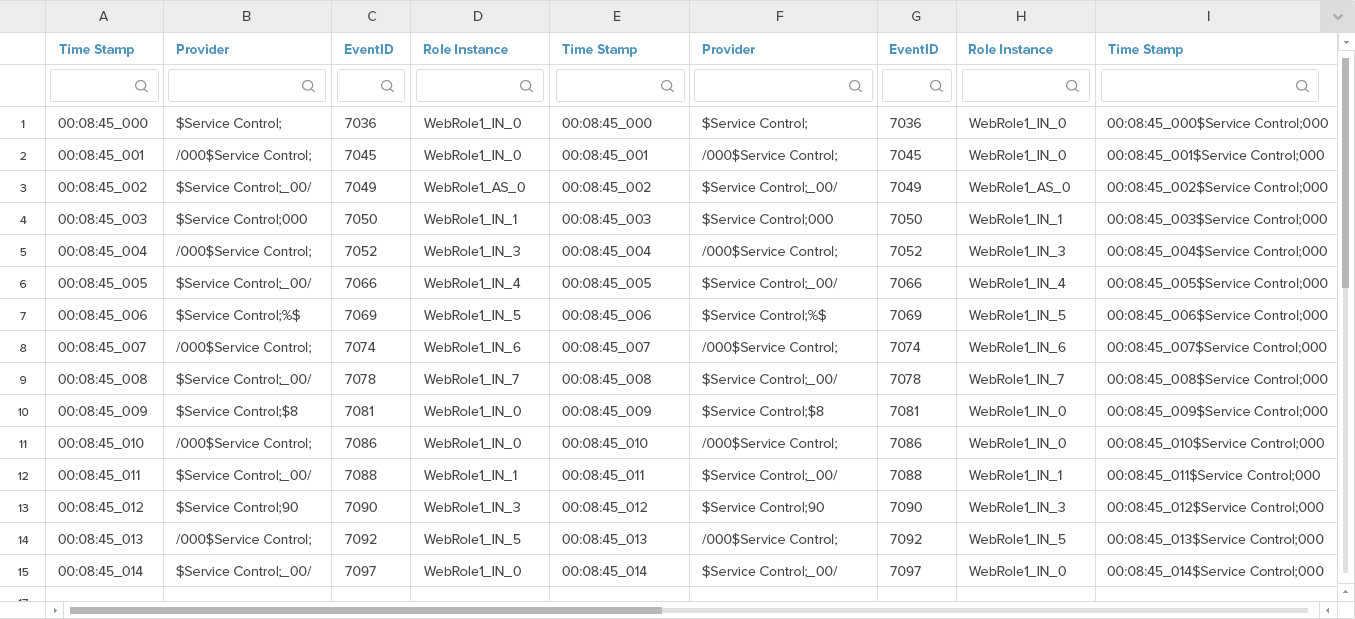 A B C D E F G H I
Time Stamp Provider EventID Role Instance Time Stamp Provider EventID Role Instance Time Stamp
1 00:08:45_000 $Service Control; 7036 WebRole1_IN_0 00:08:45_000 $Service Control; 7036 WebRole1_IN_0 00:08:45_000$Service Control;000
2 00:08:45_001 /000$Service Control; 7045 WebRole1_IN_0 00:08:45_001 /000$Service Control; 7045 WebRole1_IN_0 00:08:45_001$Service Control;000
3 00:08:45_002 $Service Control;_00/ 7049 WebRole1_AS_0 00:08:45_002 $Service Control;_00/ 7049 WebRole1_AS_0 00:08:45_002$Service Control;000
4 00:08:45_003 $Service Control;000 7050 WebRole1_IN_1 00:08:45_003 $Service Control;000 7050 WebRole1_IN_1 00:08:45_003$Service Control;000
5 00:08:45_004 /000$Service Control; 7052 WebRole1_IN_3 00:08:45_004 /000$Service Control; 7052 WebRole1_IN_3 00:08:45_004$Service Control;000
6 00:08:45_005 $Service Control;_00/ 7066 WebRole1_IN_4 00:08:45_005 $Service Control;_00/ 7066 WebRole1_IN_4 00:08:45_005$Service Control;000
7 00:08:45_006 $Service Control;%$ 7069 WebRole1_IN_5 00:08:45_006 $Service Control;%$ 7069 WebRole1_IN_5 00:08:45_006$Service Control;000
8 00:08:45_007 /000$Service Control; 7074 WebRole1_IN_6 00:08:45_007 /000$Service Control; 7074 WebRole1_IN_6 00:08:45_007$Service Control;000
9 00:08:45_008 $Service Control;_00/ 7078 WebRole1_IN_7 00:08:45_008 $Service Control;_00/ 7078 WebRole1_IN_7 00:08:45_008$Service Control;000
10 00:08:45_009 $Service Control;$8 7081 WebRole1_IN_0 00:08:45_009 $Service Control;$8 7081 WebRole1_IN_0 00:08:45_009$Service Control;000
11 00:08:45_010 /000$Service Control; 7086 WebRole1_IN_0 00:08:45_010 /000$Service Control; 7086 WebRole1_IN_0 00:08:45_010$Service Control;000
12 00:08:45_011 $Service Control;_00/ 7088 WebRole1_IN_1 00:08:45_011 $Service Control;_00/ 7088 WebRole1_IN_1 00:08:45_011$Service Control;000
13 00:08:45_012 $Service Control;90 7090 WebRole1_IN_3 00:08:45_012 $Service Control;90 7090 WebRole1_IN_3 00:08:45_012$Service Control;000
14 00:08:45_013 /000$Service Control; 7092 WebRole1_IN_5 00:08:45_013 /000$Service Control; 7092 WebRole1_IN_5 00:08:45_013$Service Control;000
15 00:08:45_014 $Service Control;_00/ 7097 WebRole1_IN_0 00:08:45_014 $Service Control;_00/ 7097 WebRole1_IN_0 00:08:45_014$Service Control;000